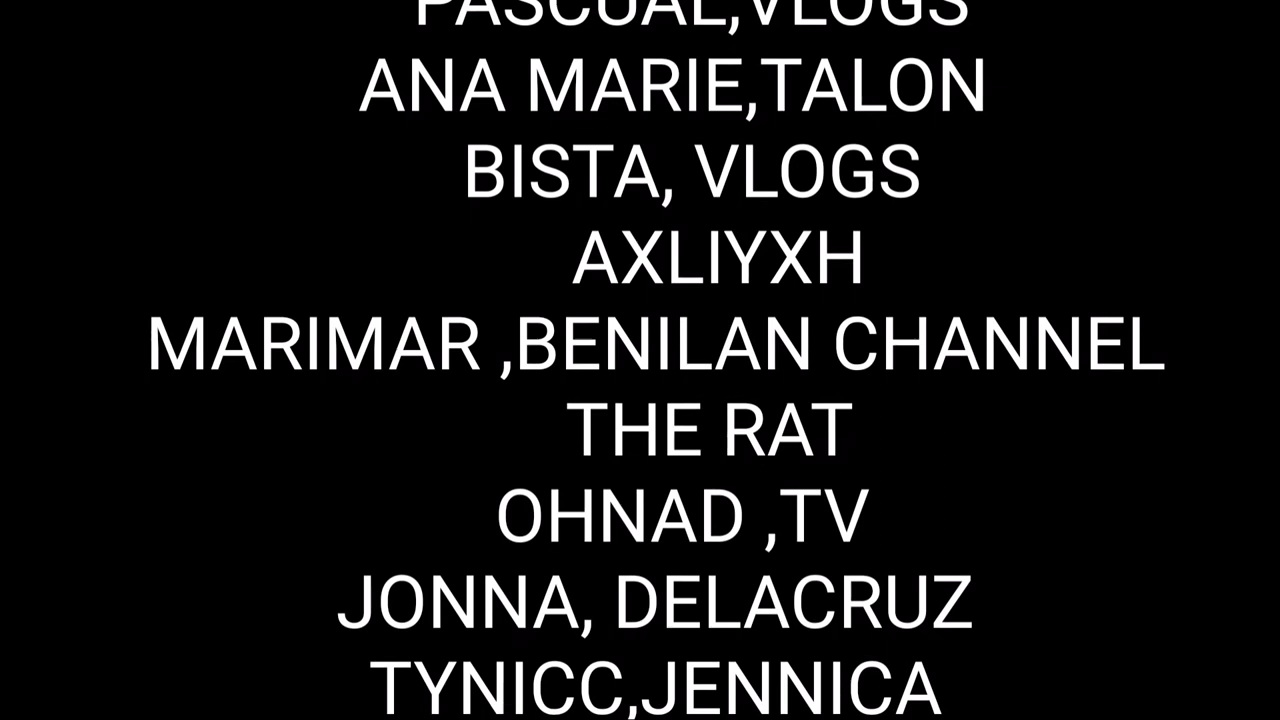 PASCUAL,VLOGS
ANA MARIE,TALON
BISTA, VLOGS
AXLIYXH
MARIMAR ,BENILAN CHANNEL
THE RAT
OHNAD ,TV
JONNA, DELACRUZ
TYNICC,JENNICA